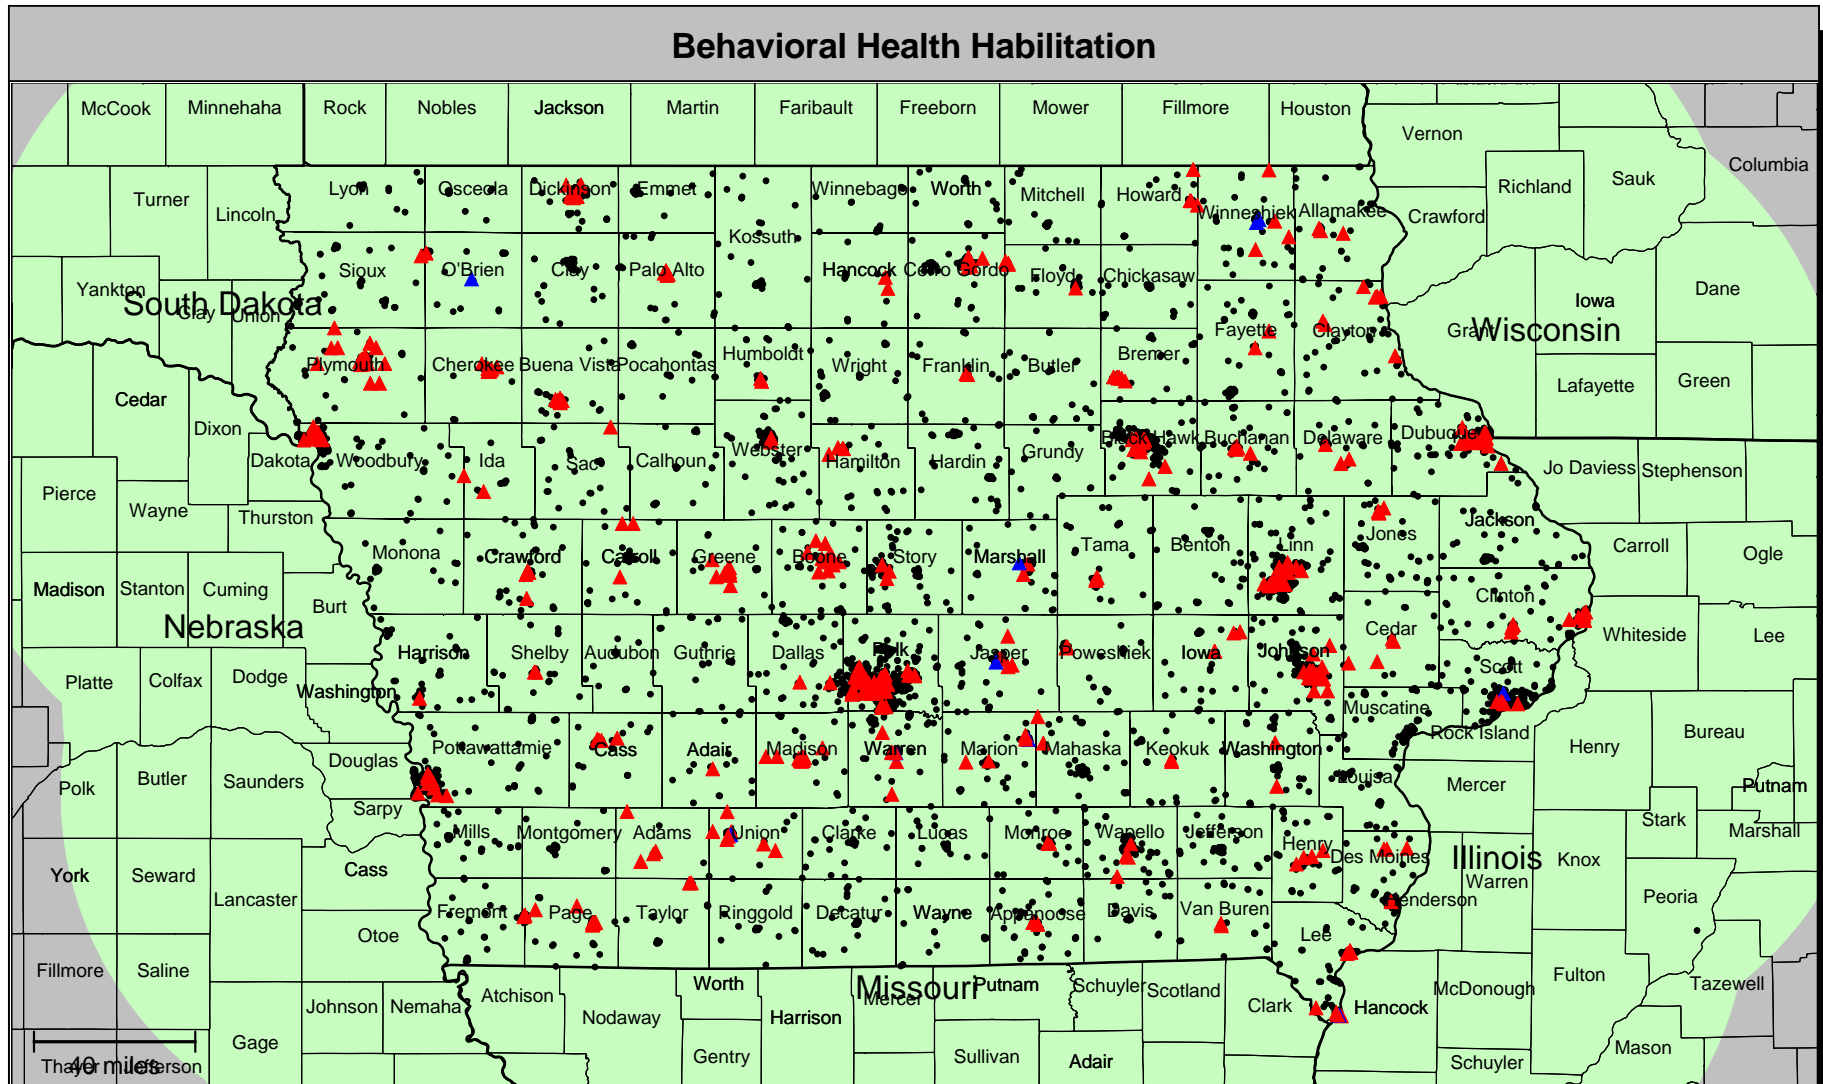 Behavioral Health Habilitation
McCook Minnehaha Rock Nobles Jackson Martin Faribault Freeborn Mower Fillmore Houston
Vernon
Columbia
Richland Sauk
Turner Lincoln Lyon Osceola Dickinson Emmet Winnebago Worth Mitchell Howard Winneshiek Allamakee Crawford
Kossuth
Yankton Clay Union Sioux O'Brien Clay Palo Alto Hancock Cerro Gordo Floyd Chickasaw Iowa Dane
South Dakota
Wisconsin
Fayette Clayton Grant
Plymouth Cherokee Buena Vista Pocahontas Humboldt Wright Franklin Butler Bremer
Lafayette Green
Cedar
Dixon
Dakota Woodbury Ida Sac Calhoun Webster Hamilton Hardin Grundy Black Hawk Buchanan Delaware Dubuque
Jo Daviess Stephenson
Pierce
Wayne Thurston
Monona Crawford Carroll Greene Boone Story Marshall Tama Benton Linn Jones Jackson
Carroll Ogle
Madison Stanton Cuming
Burt
Clinton
Nebraska
Harrison Shelby Audubon Guthrie Dallas Polk Jasper Poweshiek Iowa Johnson Cedar
Whiteside Lee
Scott
Platte Colfax Dodge Washington
Muscatine
Rock Island
Bureau
Henry
Douglas Pottawattamie Cass Adair Madison Warren Marion Mahaska Keokuk Washington
Louisa
Polk Butler Saunders
Mercer Putnam
Sarpy
Mills Montgomery Adams Union Clarke Lucas Monroe Wapello Jefferson Henry
Des Moines
Stark Marshall
Illinois
Knox
Warren
York Seward Cass
Lancaster
Henderson
Peoria
Fremont Page Taylor Ringgold Decatur Wayne Appanoose Davis Van Buren
Otoe
Lee
Fillmore Saline
Fulton Tazewell
Missouri
Johnson Nemaha Atchison Nodaway Worth Harrison Mercer Putnam Schuyler Scotland Clark Hancock McDonough
Gage
Gentry Sullivan Adair Schuyler Mason
Thayer Jefferson
40 miles